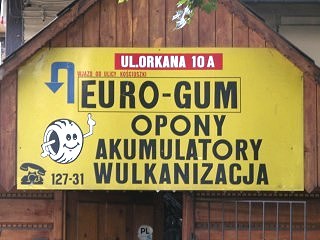 UL.ORKANA 10 A
WJAZD OD ULICY KOŚCIUSZKI
EURO-GUM
OPONY
AKUMULATORY
127-31 WULKANIZACJA
PL